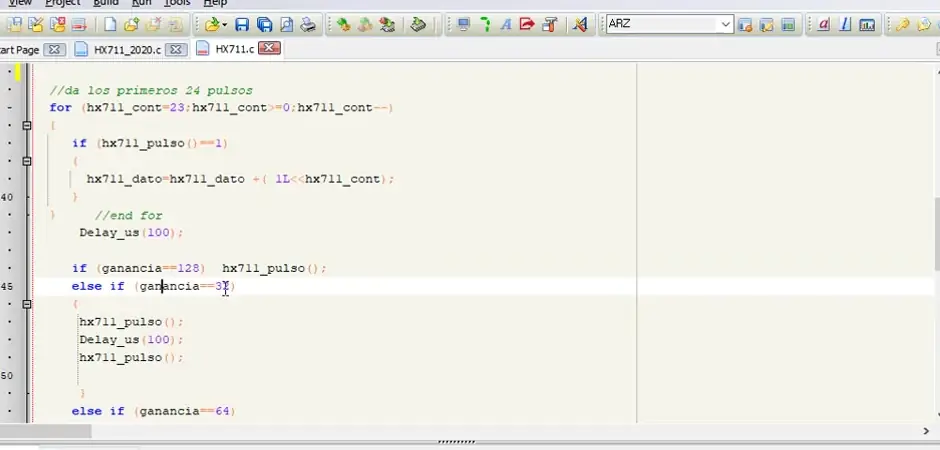 View Project Build Run Tools Help
ARZ
art Page HX711_2020.c HX711.c
//da los primeros 24 pulsos
for (hx711_cont=23;hx711_cont>=0;hx711_cont--)
{
if (hx711_pulso()==1)
{
hx711_dato=hx711_dato +( 1L<<hx711_cont);
40 }
} //end for
Delay_us(100);
if (ganancia==128) hx711_pulso();
45 else if (ganancia==32)
{
hx711_pulso();
Delay_us(100);
hx711_pulso();
50
}
else if (ganancia==64)